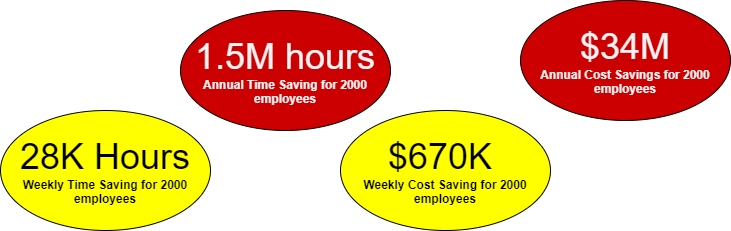 1.5M hours
Annual Time Saving for 2000
employees
$34M
Annual Cost Savings for 2000
employees
28K Hours
Weekly Time Saving for 2000
employees
$670K
Weekly Cost Saving for 2000
employees